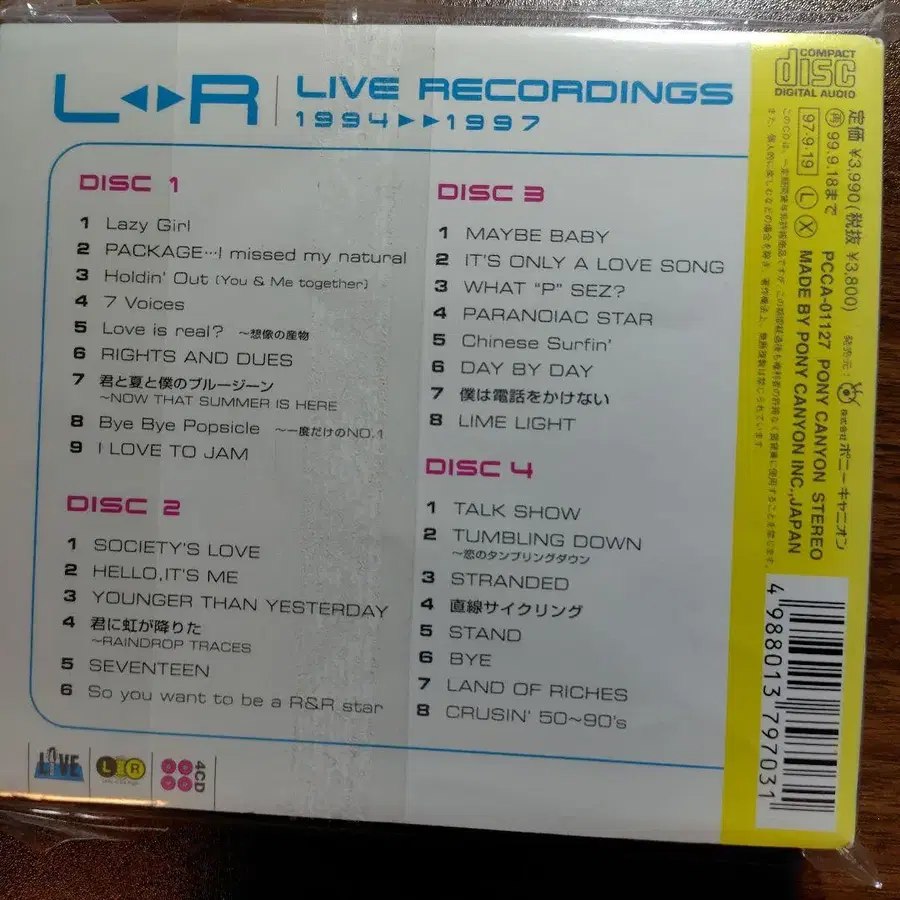 L◀▶R
LIVE RECORDINGS
1994▶▶1997
DISC 1
1 Lazy Girl
2 PACKAGE…I missed my natural
3 Holdin' Out (You & Me together)
4 7 Voices
5 Love is real? ～想像の産物
6 RIGHTS AND DUES
7 君と夏と僕のブルージーン
～NOW THAT SUMMER IS HERE
8 Bye Bye Popsicle ～一度だけのNO.1
9 I LOVE TO JAM
DISC 2
1 SOCIETY'S LOVE
2 HELLO,IT'S ME
3 YOUNGER THAN YESTERDAY
4 君に虹が降りた
～RAINDROP TRACES
5 SEVENTEEN
6 So you want to be a R&R star
DISC 3
1 MAYBE BABY
2 IT'S ONLY A LOVE SONG
3 WHAT "P" SEZ?
4 PARANOIAC STAR
5 Chinese Surfin'
6 DAY BY DAY
7 僕は電話をかけない
8 LIME LIGHT
DISC 4
1 TALK SHOW
2 TUMBLING DOWN
～恋のタンブリングダウン
3 STRANDED
4 直線サイクリング
5 STAND
6 BYE
7 LAND OF RICHES
8 CRUSIN' 50～90's
LIVE
L R
4CD
COMPACT
disc
DIGITAL AUDIO
定価 ¥3,990(税抜 ¥3,800)
発売元:
株式会社ポニーキャニオン
再 99.9.18まで
PCCA-01127 PONY CANYON STEREO
97・9・19 L X
MADE BY PONY CANYON INC.,JAPAN
4 988013 797031